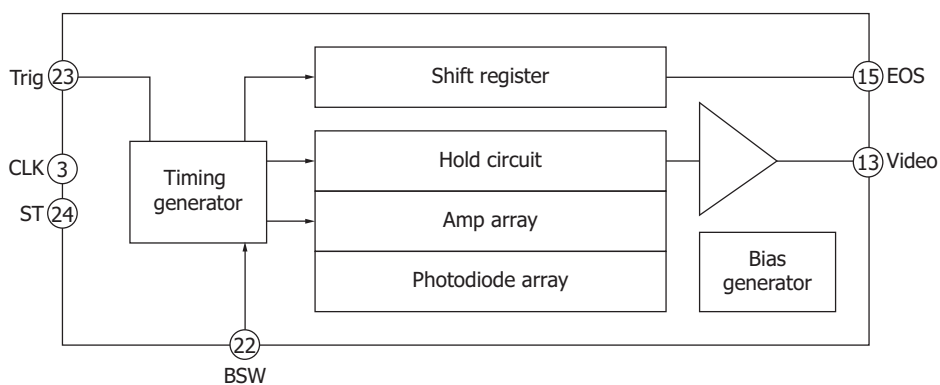 Trig 23
Shift register
15 EOS
CLK 3
Timing
generator
Hold circuit
13 Video
ST 24
Amp array
Bias
generator
Photodiode array
22
BSW